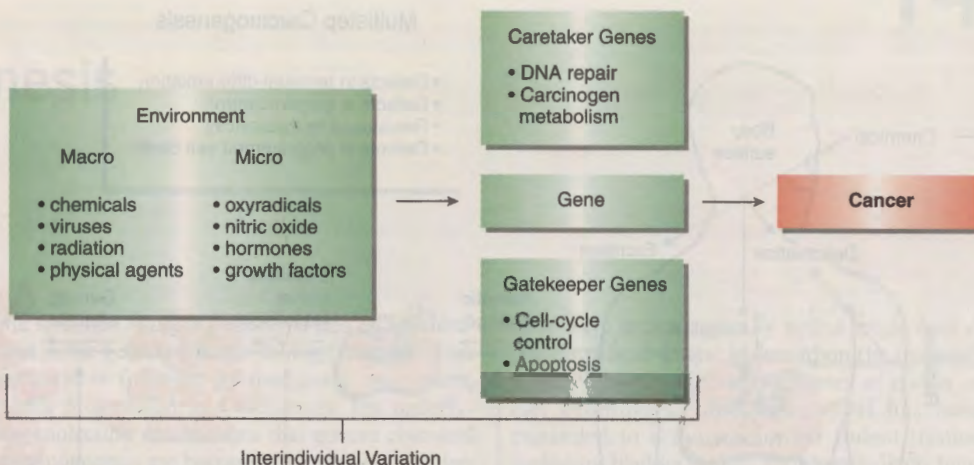 Caretaker Genes
• DNA repair
• Carcinogen
metabolism
Environment
Macro
Micro
• chemicals
• viruses
• radiation
• physical agents
• oxyradicals
• nitric oxide
• hormones
• growth factors
Gene
Cancer
Gatekeeper Genes
• Cell-cycle
control
• Apoptosis
Interindividual Variation
Multistep Carcinogenesis